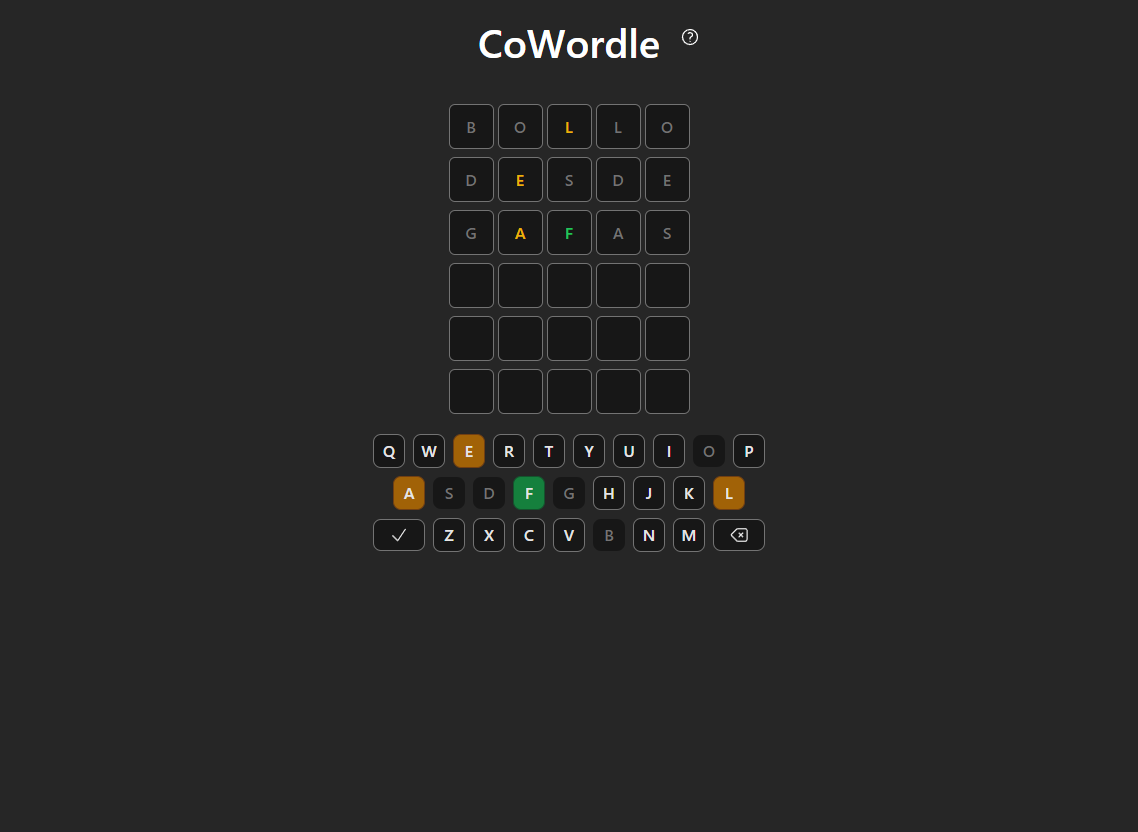 CoWordle
B O L L O
D E S D E
G A F A S
Q W E R T Y U I O P
A S D F G H J K L
Z X C V B N M